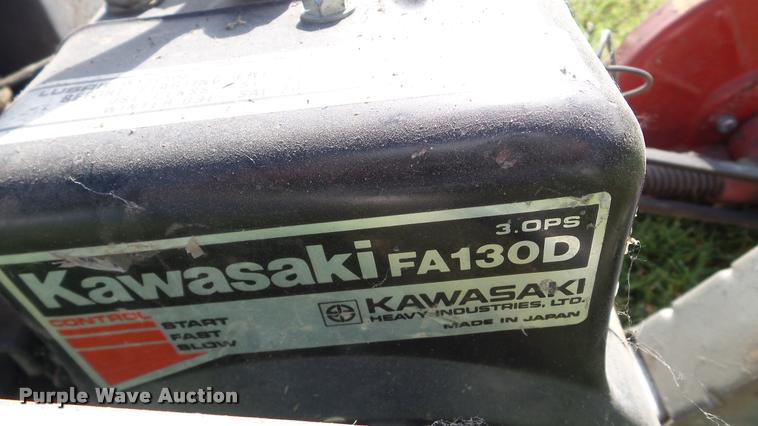 3.0PS
Kawasaki FA130D
KAWASAKI
HEAVY INDUSTRIES, LTD.
MADE IN JAPAN
CONTROL
START
FAST
SLOW
Purple Wave Auction